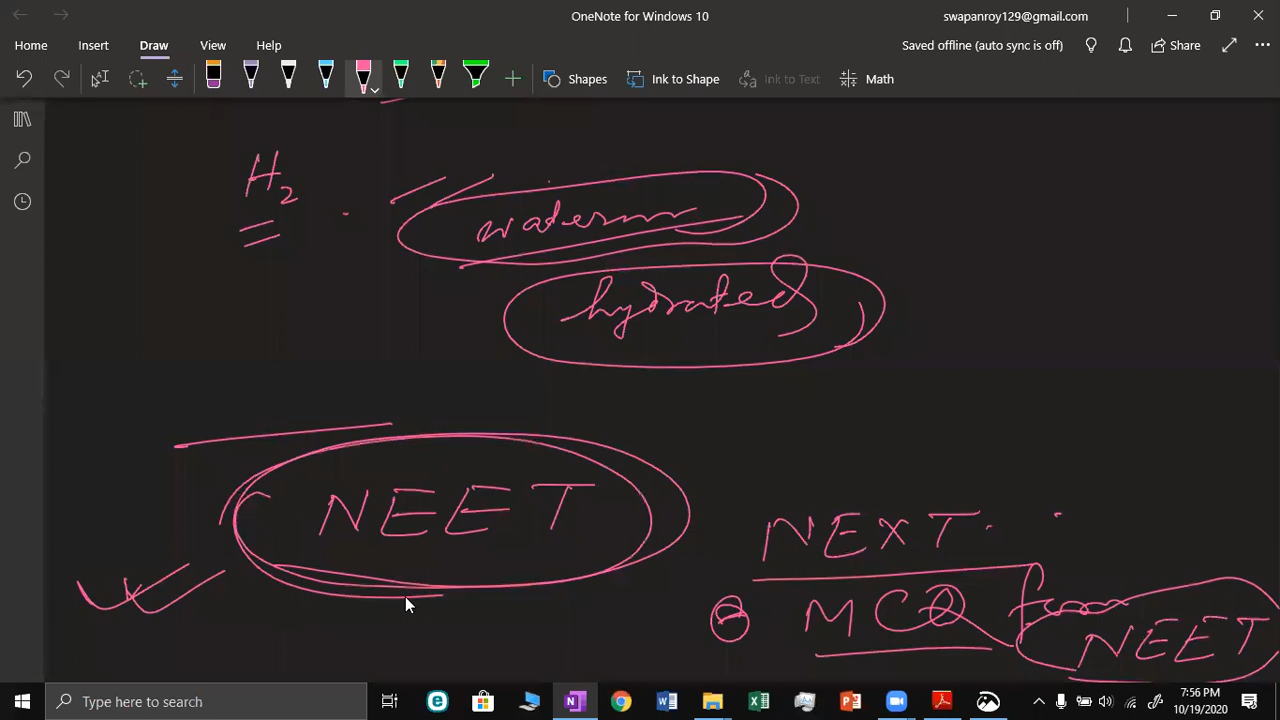 OneNote for Windows 10
swapanroy129@gmail.com
Home Insert Draw View Help
Saved offline (auto sync is off)
Share
Shapes
Ink to Shape
Ink to Text
Math
H2
hydrated
NEET
NEXT
MCQ from
NEET
Type here to search
7:56 PM
10/19/2020